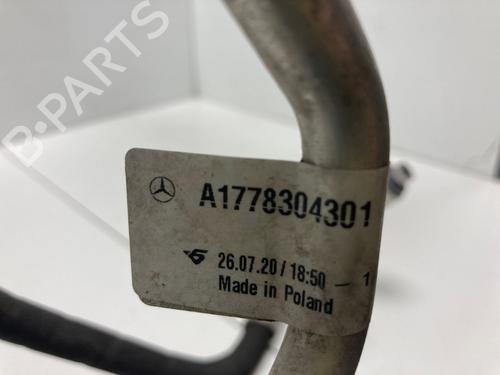 B-PARTS
A1778304301
26.07.20 / 18:50 - 1
Made in Poland